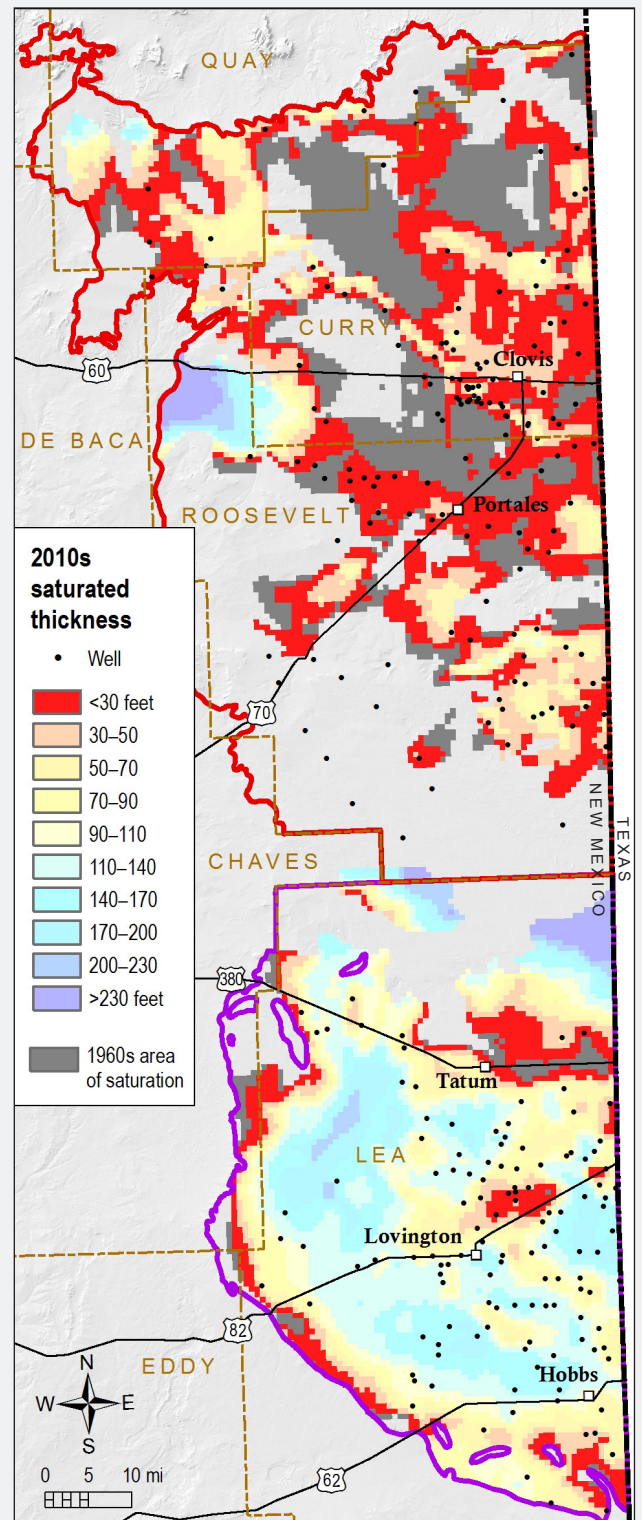 QUAY
CURRY
Clovis
60
DE BACA
ROOSEVELT
Portales
2010s
saturated
thickness
Well
<30 feet
30–50
50–70
70–90
90–110
110–140
140–170
170–200
200–230
>230 feet
1960s area
of saturation
70
TEXAS
NEW MEXICO
CHAVES
380
Tatum
LEA
Lovington
82
EDDY
Hobbs
N
W E
S
62
0 5 10 mi